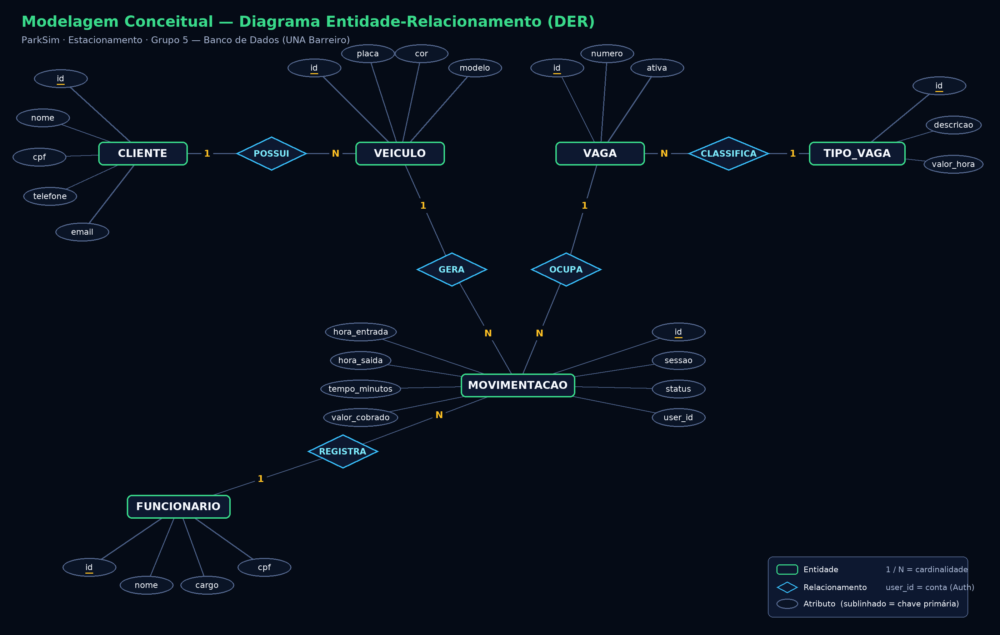 Modelagem Conceitual — Diagrama Entidade-Relacionamento (DER)
ParkSim · Estacionamento · Grupo 5 — Banco de Dados (UNA Barreiro)
placa
cor
numero
id
modelo
id
ativa
id
id
nome
descricao
CLIENTE
1
POSSUI
N
VEICULO
VAGA
N
CLASSIFICA
1
TIPO_VAGA
cpf
valor_hora
telefone
1
1
email
GERA
OCUPA
hora_entrada
N
N
id
hora_saida
sessao
MOVIMENTACAO
tempo_minutos
status
valor_cobrado
N
user_id
REGISTRA
1
FUNCIONARIO
id
cpf
nome
cargo
Entidade
1 / N = cardinalidade
Relacionamento
user_id = conta (Auth)
Atributo (sublinhado = chave primária)